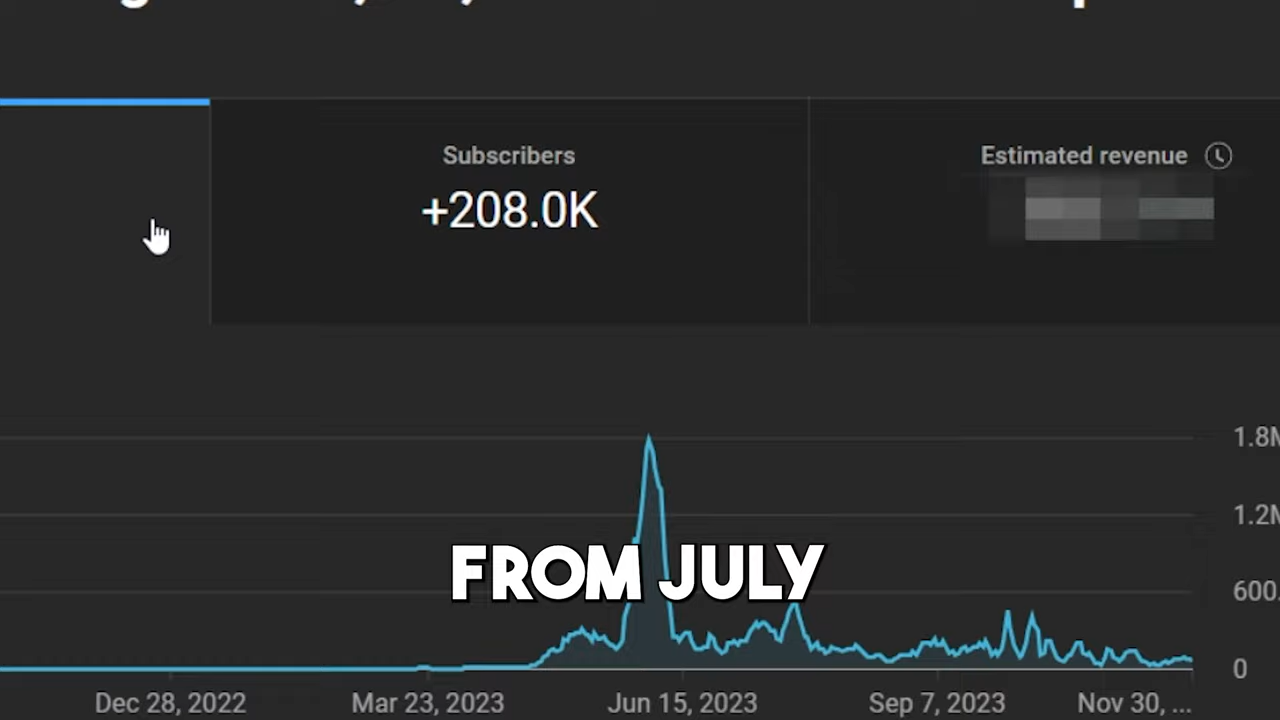 Subscribers
+208.0K
Estimated revenue
1.8M
1.2M
600.
0
FROM JULY
Dec 28, 2022
Mar 23, 2023
Jun 15, 2023
Sep 7, 2023
Nov 30, ...